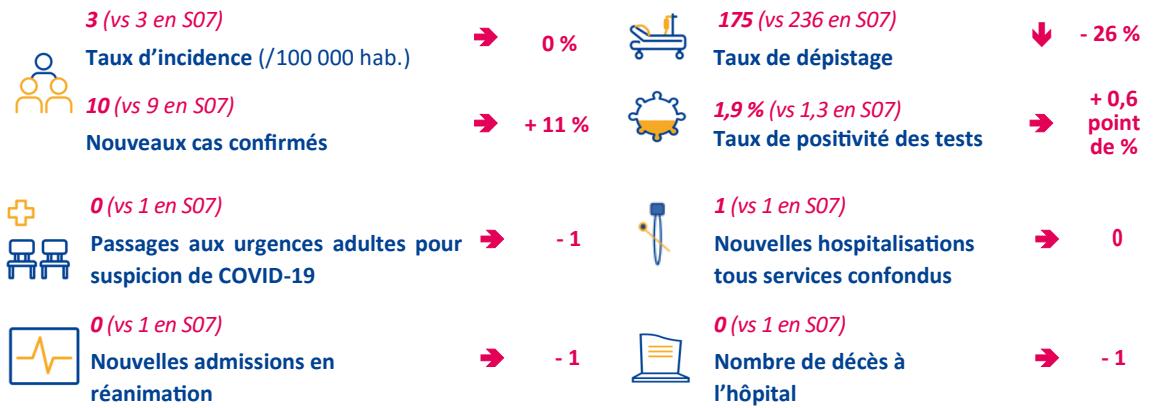 3 (vs 3 en S07)
Taux d’incidence (/100 000 hab.)
0 %
175 (vs 236 en S07)
Taux de dépistage
- 26 %
10 (vs 9 en S07)
Nouveaux cas confirmés
+ 11 %
1,9 % (vs 1,3 en S07)
Taux de positivité des tests
+ 0,6
point
de %
0 (vs 1 en S07)
Passages aux urgences adultes pour
suspicion de COVID-19
- 1
1 (vs 1 en S07)
Nouvelles hospitalisations
tous services confondus
0
0 (vs 1 en S07)
Nouvelles admissions en
réanimation
- 1
0 (vs 1 en S07)
Nombre de décès à
l’hôpital
- 1